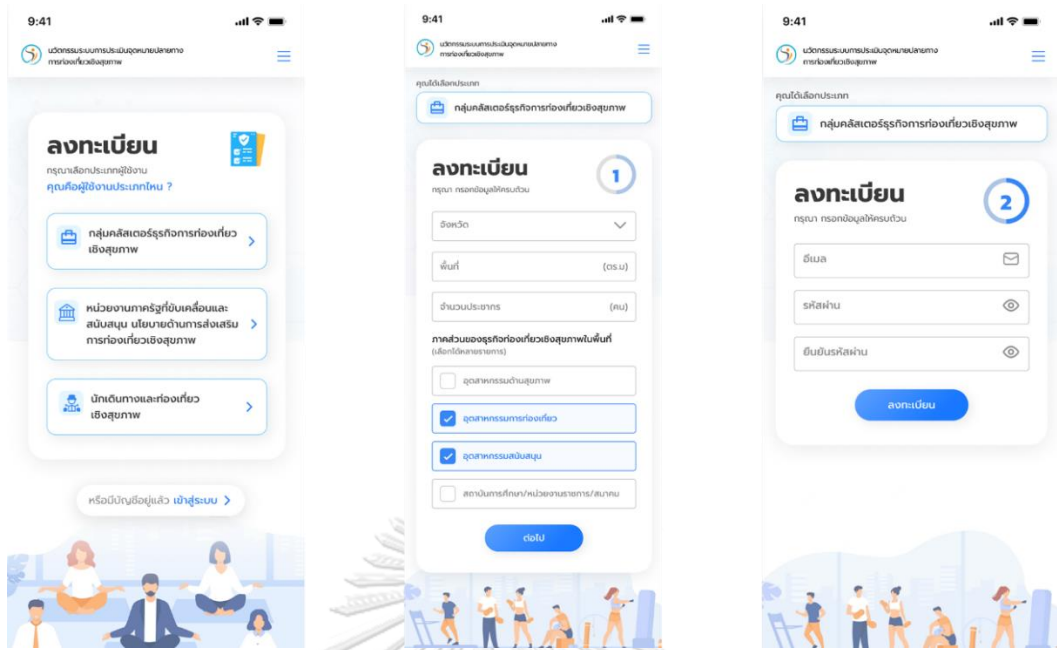 9:41
นวัตกรรมระบบการประเมินจุดหมายปลายทาง
การท่องเที่ยวเชิงสุขภาพ
ลงทะเบียน
กรุณาเลือกประเภทผู้ใช้งาน
คุณคือผู้ใช้งานประเภทไหน ?
กลุ่มคลัสเตอร์ธุรกิจการท่องเที่ยว
เชิงสุขภาพ
หน่วยงานภาครัฐที่ขับเคลื่อนและ
สนับสนุน นโยบายด้านการส่งเสริม
การท่องเที่ยวเชิงสุขภาพ
นักเดินทางและท่องเที่ยว
เชิงสุขภาพ
หรือมีบัญชีอยู่แล้ว เข้าสู่ระบบ
9:41
นวัตกรรมระบบการประเมินจุดหมายปลายทาง
การท่องเที่ยวเชิงสุขภาพ
คุณได้เลือกประเภท
กลุ่มคลัสเตอร์ธุรกิจการท่องเที่ยวเชิงสุขภาพ
ลงทะเบียน
1
กรุณา กรอกข้อมูลให้ครบถ้วน
จังหวัด
พื้นที่ (ตร.ม)
จำนวนประชากร (คน)
ภาคส่วนของธุรกิจท่องเที่ยวเชิงสุขภาพในพื้นที่
(เลือกได้หลายรายการ)
อุตสาหกรรมด้านสุขภาพ
อุตสาหกรรมการท่องเที่ยว
อุตสาหกรรมสนับสนุน
สถาบันการศึกษา/หน่วยงานราชการ/สมาคม
ต่อไป
9:41
นวัตกรรมระบบการประเมินจุดหมายปลายทาง
การท่องเที่ยวเชิงสุขภาพ
คุณได้เลือกประเภท
กลุ่มคลัสเตอร์ธุรกิจการท่องเที่ยวเชิงสุขภาพ
ลงทะเบียน
2
กรุณา กรอกข้อมูลให้ครบถ้วน
อีเมล
รหัสผ่าน
ยืนยันรหัสผ่าน
ลงทะเบียน